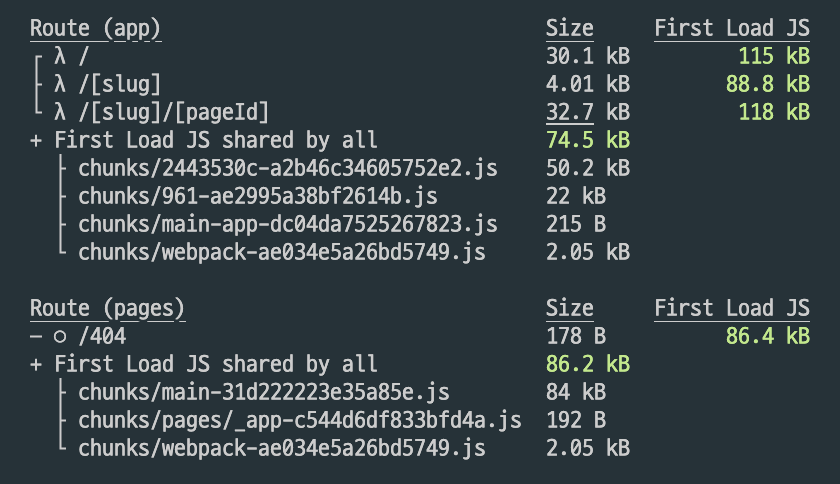 Route (app) Size First Load JS
┌ λ / 30.1 kB 115 kB
├ λ /[slug] 4.01 kB 88.8 kB
└ λ /[slug]/[pageId] 32.7 kB 118 kB
+ First Load JS shared by all 74.5 kB
├ chunks/2443530c-a2b46c34605752e2.js 50.2 kB
├ chunks/961-ae2995a38bf2614b.js 22 kB
├ chunks/main-app-dc04da7525267823.js 215 B
└ chunks/webpack-ae034e5a26bd5749.js 2.05 kB
Route (pages) Size First Load JS
─ ○ /404 178 B 86.4 kB
+ First Load JS shared by all 86.2 kB
├ chunks/main-31d222223e35a85e.js 84 kB
├ chunks/pages/_app-c544d6df833bfd4a.js 192 B
└ chunks/webpack-ae034e5a26bd5749.js 2.05 kB